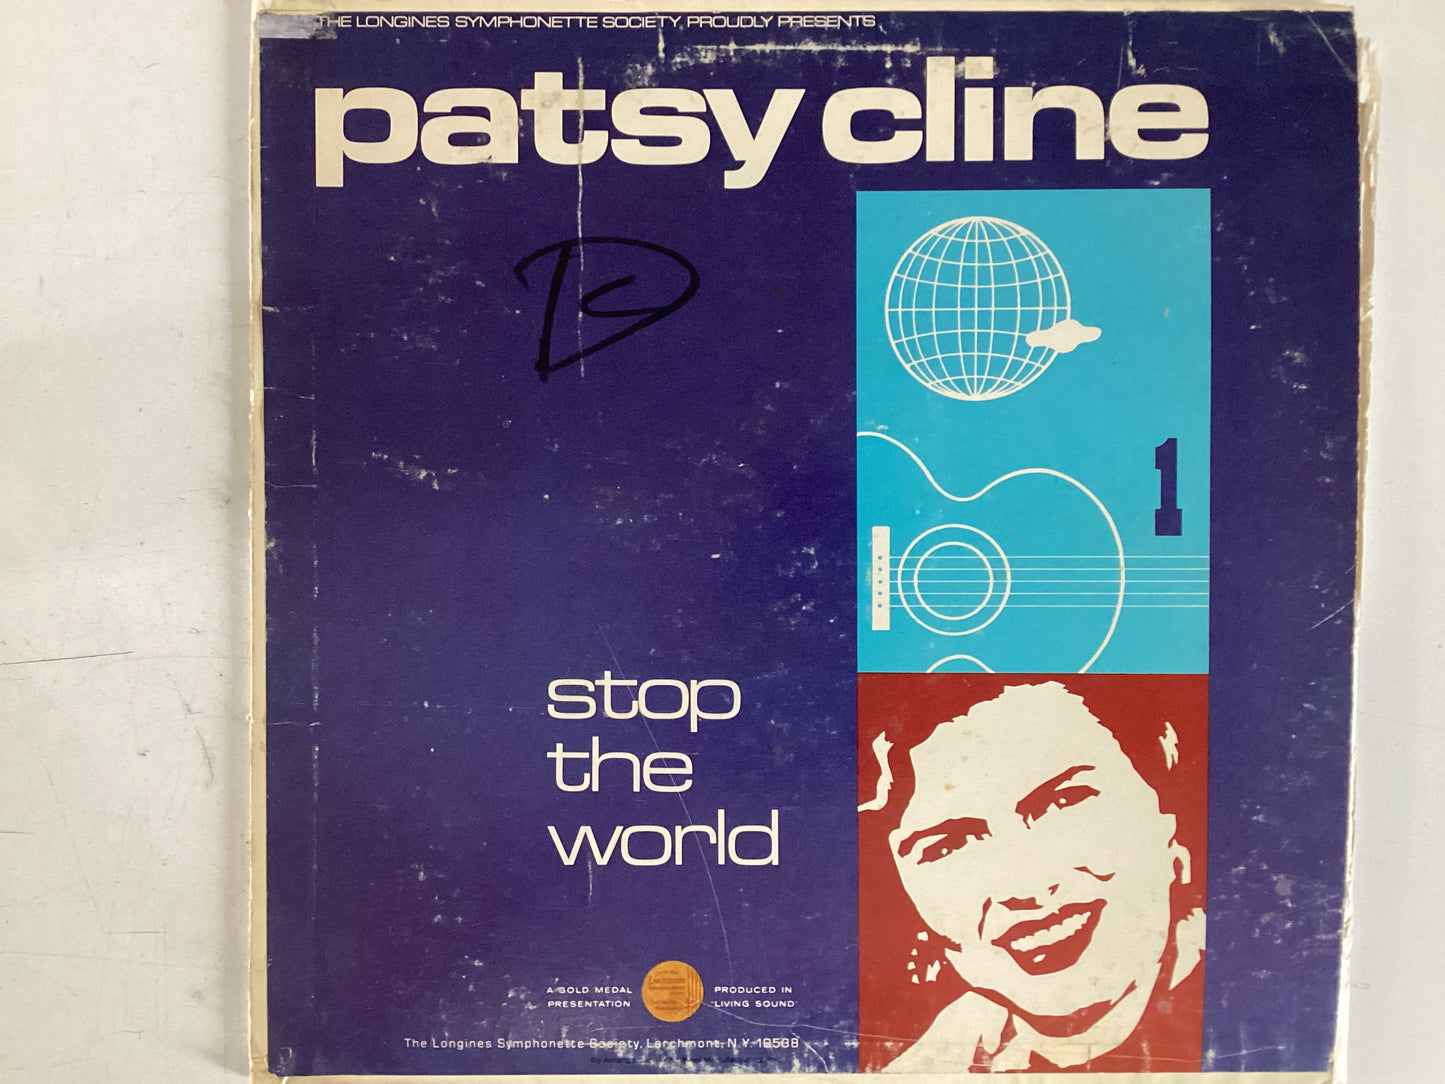 THE LONGINES SYMPHONETTE SOCIETY PROUDLY PRESENTS
patsy cline
1
stop
the
world
A GOLD MEDAL
PRESENTATION
PRODUCED IN
"LIVING SOUND"
The Longines Symphonette Society, Larchmont, N.Y. 10538